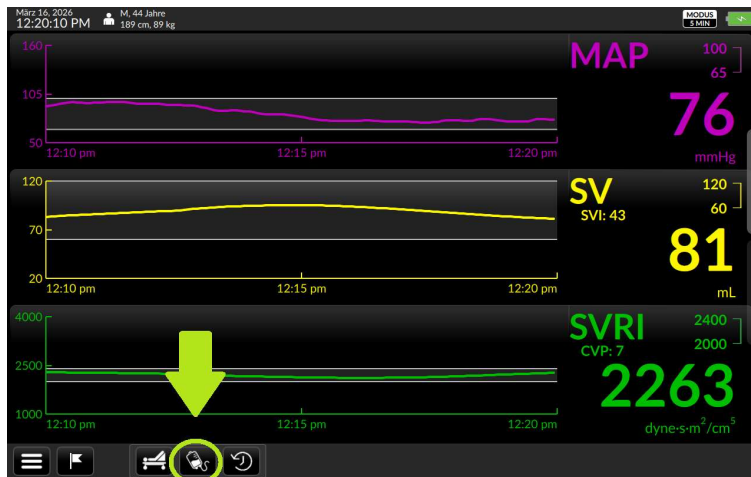 März 16, 2026
12:20:10 PM
M, 44 Jahre
189 cm, 89 kg
MODUS
5 MIN
160
105
50
12:10 pm
12:15 pm
12:20 pm
MAP
100
65
76
mmHg
120
70
20
12:10 pm
12:15 pm
12:20 pm
SV
SVI: 43
120
60
81
mL
4000
2500
1000
12:10 pm
12:15 pm
12:20 pm
SVRI
CVP: 7
2400
2000
2263
dyne·s·m²/cm⁵